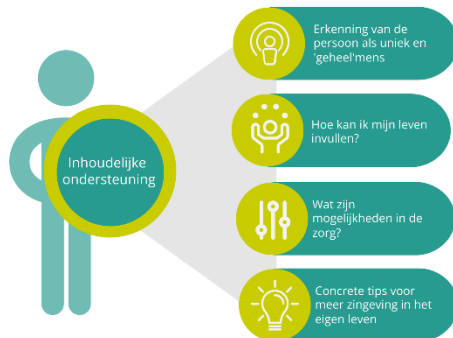 Inhoudelijke
ondersteuning
Erkenning van de
persoon als uniek en
'geheel'mens
Hoe kan ik mijn leven
invullen?
Wat zijn
mogelijkheden in de
zorg?
Concrete tips voor
meer zingeving in het
eigen leven